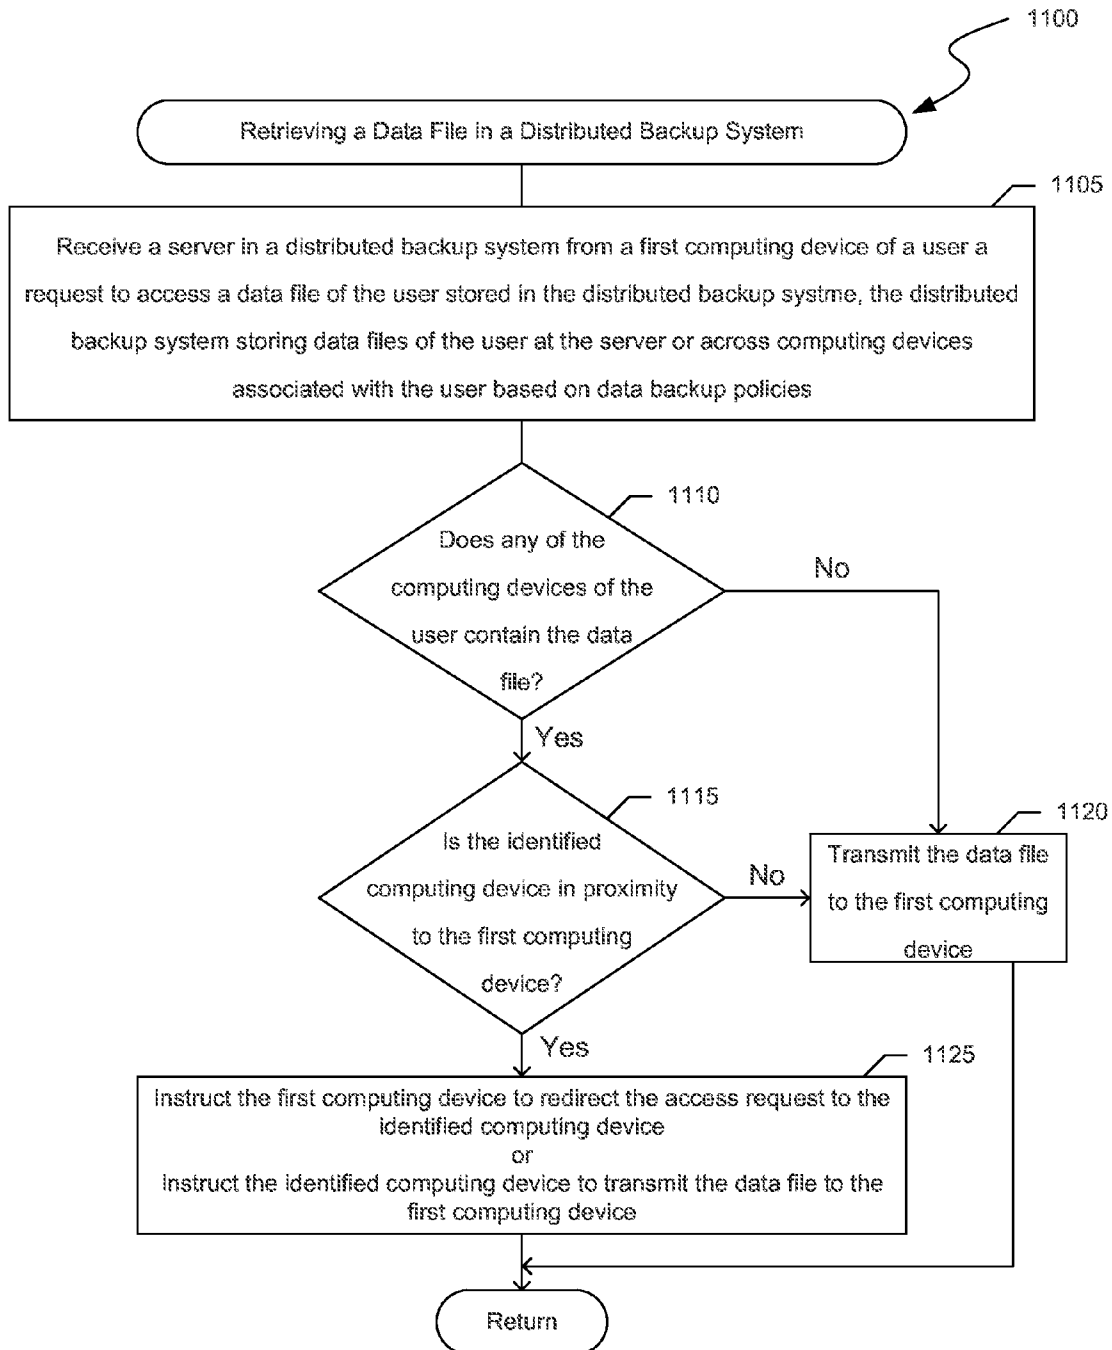 1100
Retrieving a Data File in a Distributed Backup System
1105
Receive a server in a distributed backup system from a first computing device of a user a
request to access a data file of the user stored in the distributed backup systme, the distributed
backup system storing data files of the user at the server or across computing devices
associated with the user based on data backup policies
1110
Does any of the
computing devices of the
user contain the data
file?
No
Yes
1115
Is the identified
computing device in proximity
to the first computing
device?
No
1120
Transmit the data file
to the first computing
device
Yes
1125
Instruct the first computing device to redirect the access request to the
identified computing device
or
Instruct the identified computing device to transmit the data file to the
first computing device
Return